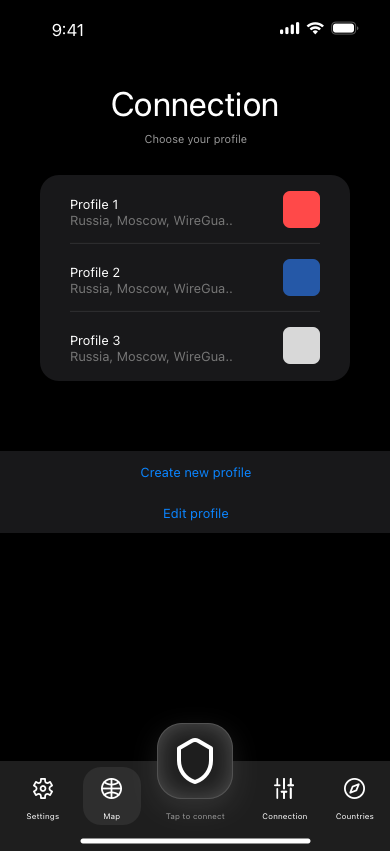 9:41
Connection
Choose your profile
Profile 1
Russia, Moscow, WireGua..
Profile 2
Russia, Moscow, WireGua..
Profile 3
Russia, Moscow, WireGua..
Create new profile
Edit profile
Settings
Map
Tap to connect
Connection
Countries